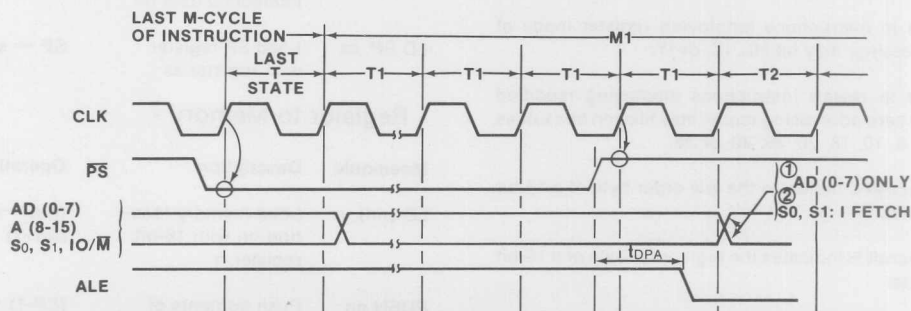 LAST M-CYCLE
OF INSTRUCTION
M1
LAST
T
STATE
T1
T1
T1
T1
T2
CLK
PS
①
AD (0-7) ONLY
②
S0, S1: I FETCH
AD (0-7)
A (8-15)
S0, S1, IO/M
DPA
ALE